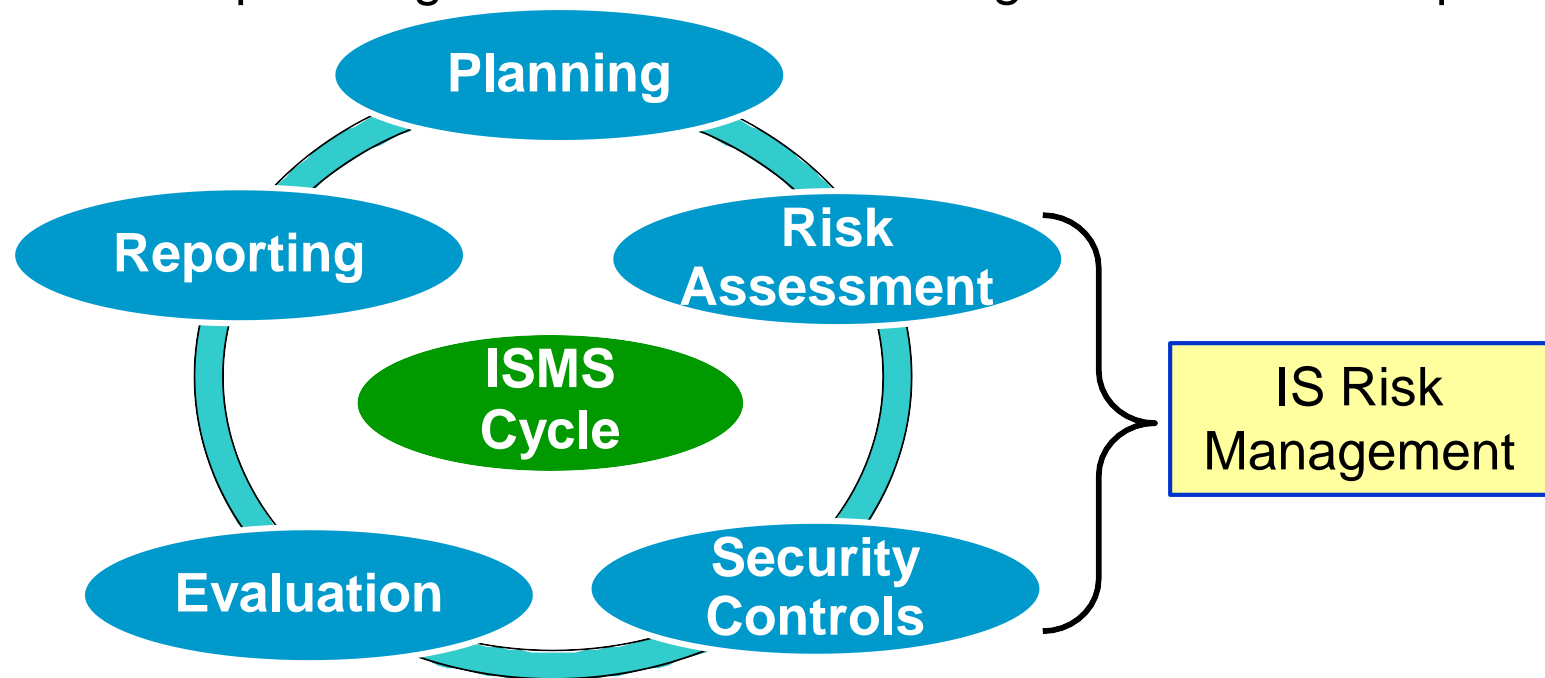 Planning
Reporting
Risk
Assessment
ISMS
Cycle
IS Risk
Management
Evaluation
Security
Controls